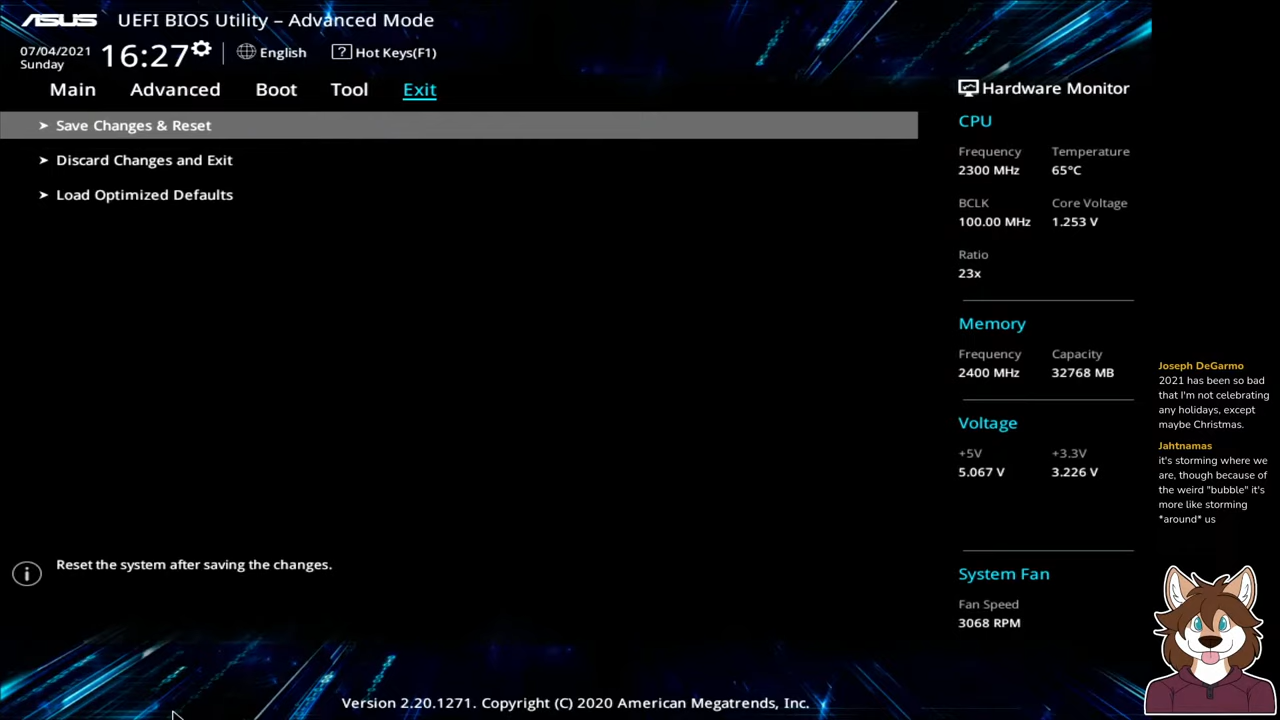 ASUS UEFI BIOS Utility – Advanced Mode
07/04/2021
Sunday
16:27
English
? Hot Keys(F1)
Main Advanced Boot Tool Exit
Save Changes & Reset
Discard Changes and Exit
Load Optimized Defaults
Reset the system after saving the changes.
Hardware Monitor
CPU
Frequency Temperature
2300 MHz 65°C
BCLK Core Voltage
100.00 MHz 1.253 V
Ratio
23x
Memory
Frequency Capacity
2400 MHz 32768 MB
Voltage
+5V +3.3V
5.067 V 3.226 V
System Fan
Fan Speed
3068 RPM
Joseph DeGarmo
2021 has been so bad
that I'm not celebrating
any holidays, except
maybe Christmas.
Jahtnamas
it's storming where we
are, though because of
the weird "bubble" it's
more like storming
*around* us
Version 2.20.1271. Copyright (C) 2020 American Megatrends, Inc.